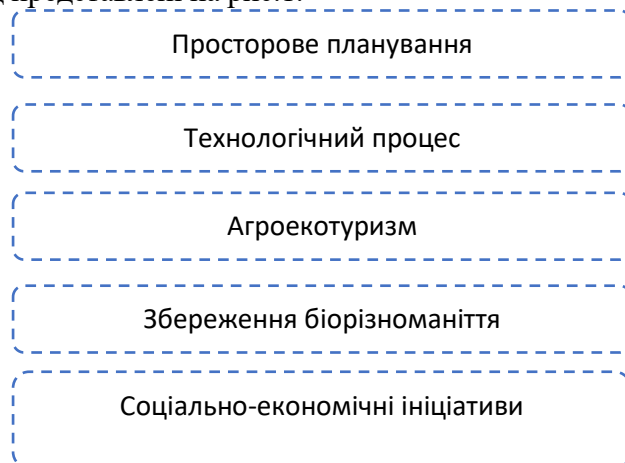 Просторове планування
Технологічний процес
Агроекотуризм
Збереження біорізноманіття
Соціально-економічні ініціативи